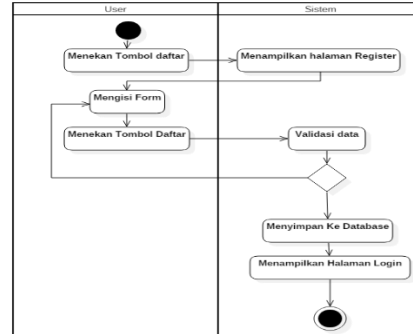 User
Sistem
Menekan Tombol daftar
Menampilkan halaman Register
Mengisi Form
Menekan Tombol Daftar
Validasi data
Menyimpan Ke Database
Menampilkan Halaman Login